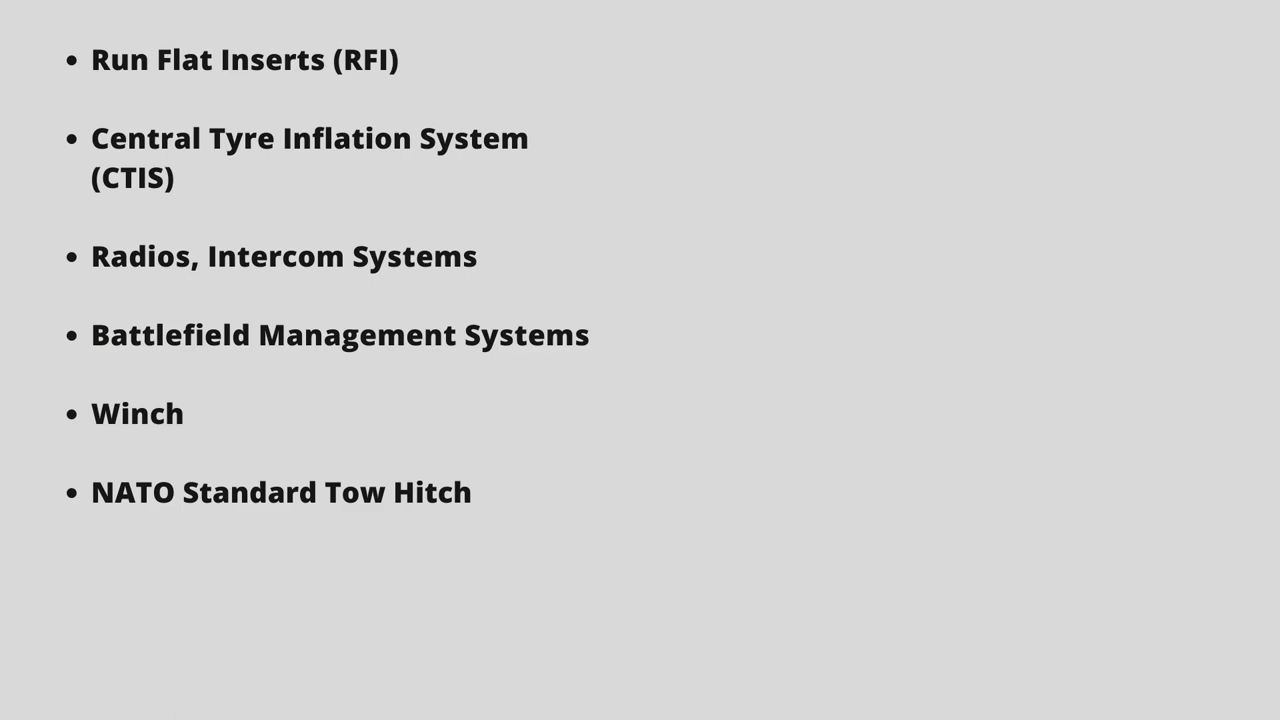 • Run Flat Inserts (RFI)
• Central Tyre Inflation System
(CTIS)
• Radios, Intercom Systems
• Battlefield Management Systems
• Winch
• NATO Standard Tow Hitch